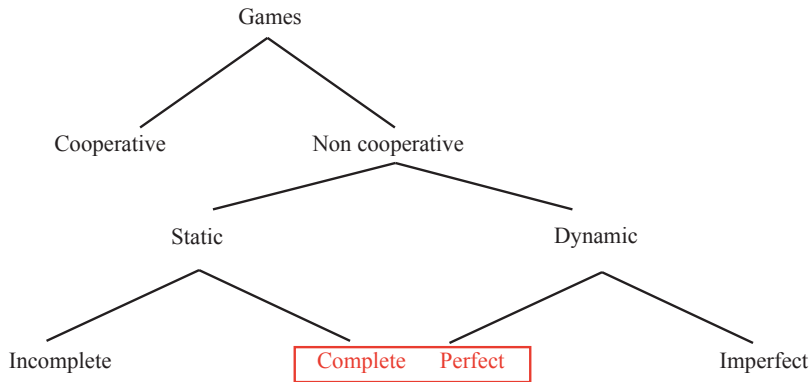 Games
Cooperative Non cooperative
Static Dynamic
Incomplete Complete Perfect Imperfect